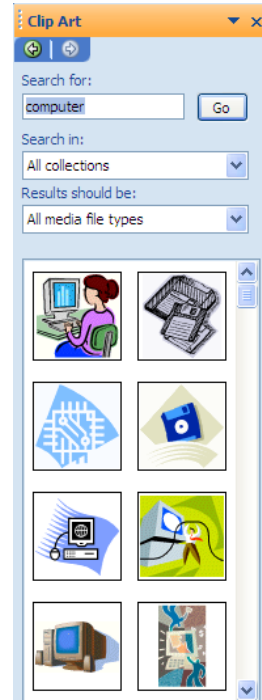 Clip Art
Search for:
computer
Go
Search in:
All collections
Results should be:
All media file types